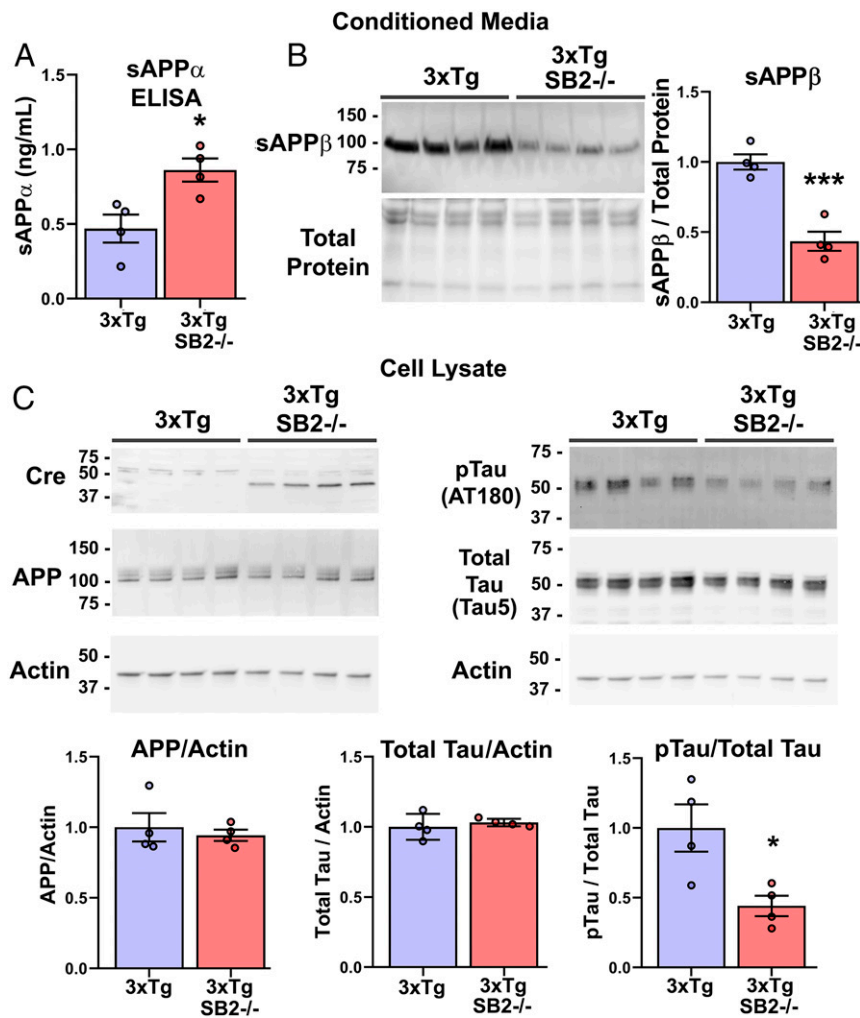 Conditioned Media
A
sAPPα
ELISA
*
sAPPα (ng/mL)
1.5
1.0
0.5
0.0
3xTg
3xTg
SB2-/-
B
3xTg
3xTg
SB2-/-
150 -
100 -
75 -
sAPPβ
Total
Protein
sAPPβ
***
sAPPβ / Total Protein
1.5
1.0
0.5
0.0
3xTg
3xTg
SB2-/-
Cell Lysate
C
3xTg
3xTg
SB2-/-
Cre
75 -
50 -
37 -
APP
150 -
100 -
75 -
Actin
50 -
37 -
3xTg
3xTg
SB2-/-
pTau
(AT180)
75 -
50 -
37 -
Total
Tau
(Tau5)
75 -
50 -
37 -
Actin
50 -
37 -
APP/Actin
APP/Actin
1.5
1.0
0.5
0.0
3xTg
3xTg
SB2-/-
Total Tau/Actin
Total Tau / Actin
1.5
1.0
0.5
0.0
3xTg
3xTg
SB2-/-
pTau/Total Tau
*
pTau / Total Tau
1.5
1.0
0.5
0.0
3xTg
3xTg
SB2-/-